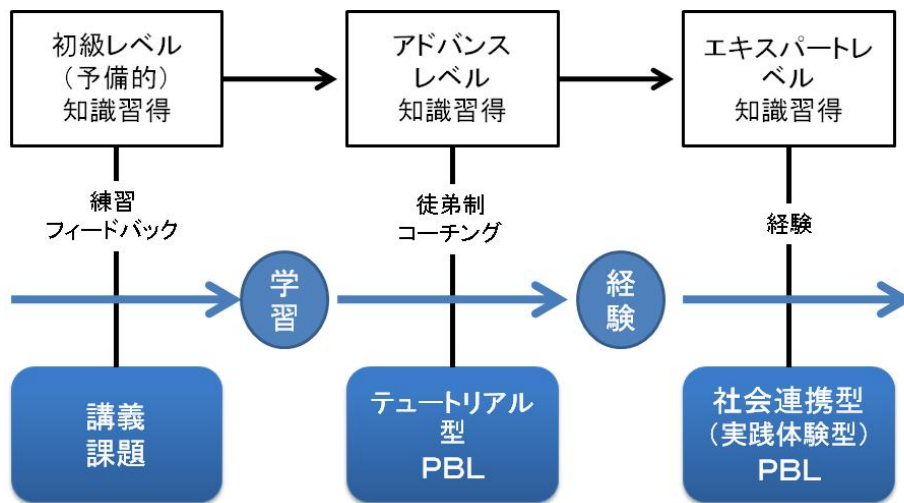 初級レベル
（予備的）
知識習得
アドバンス
レベル
知識習得
エキスパートレ
ベル
知識習得
練習
フィードバック
徒弟制
コーチング
経験
学
習
経
験
講義
課題
テュートリアル
型
ＰＢＬ
社会連携型
（実践体験型）
ＰＢＬ